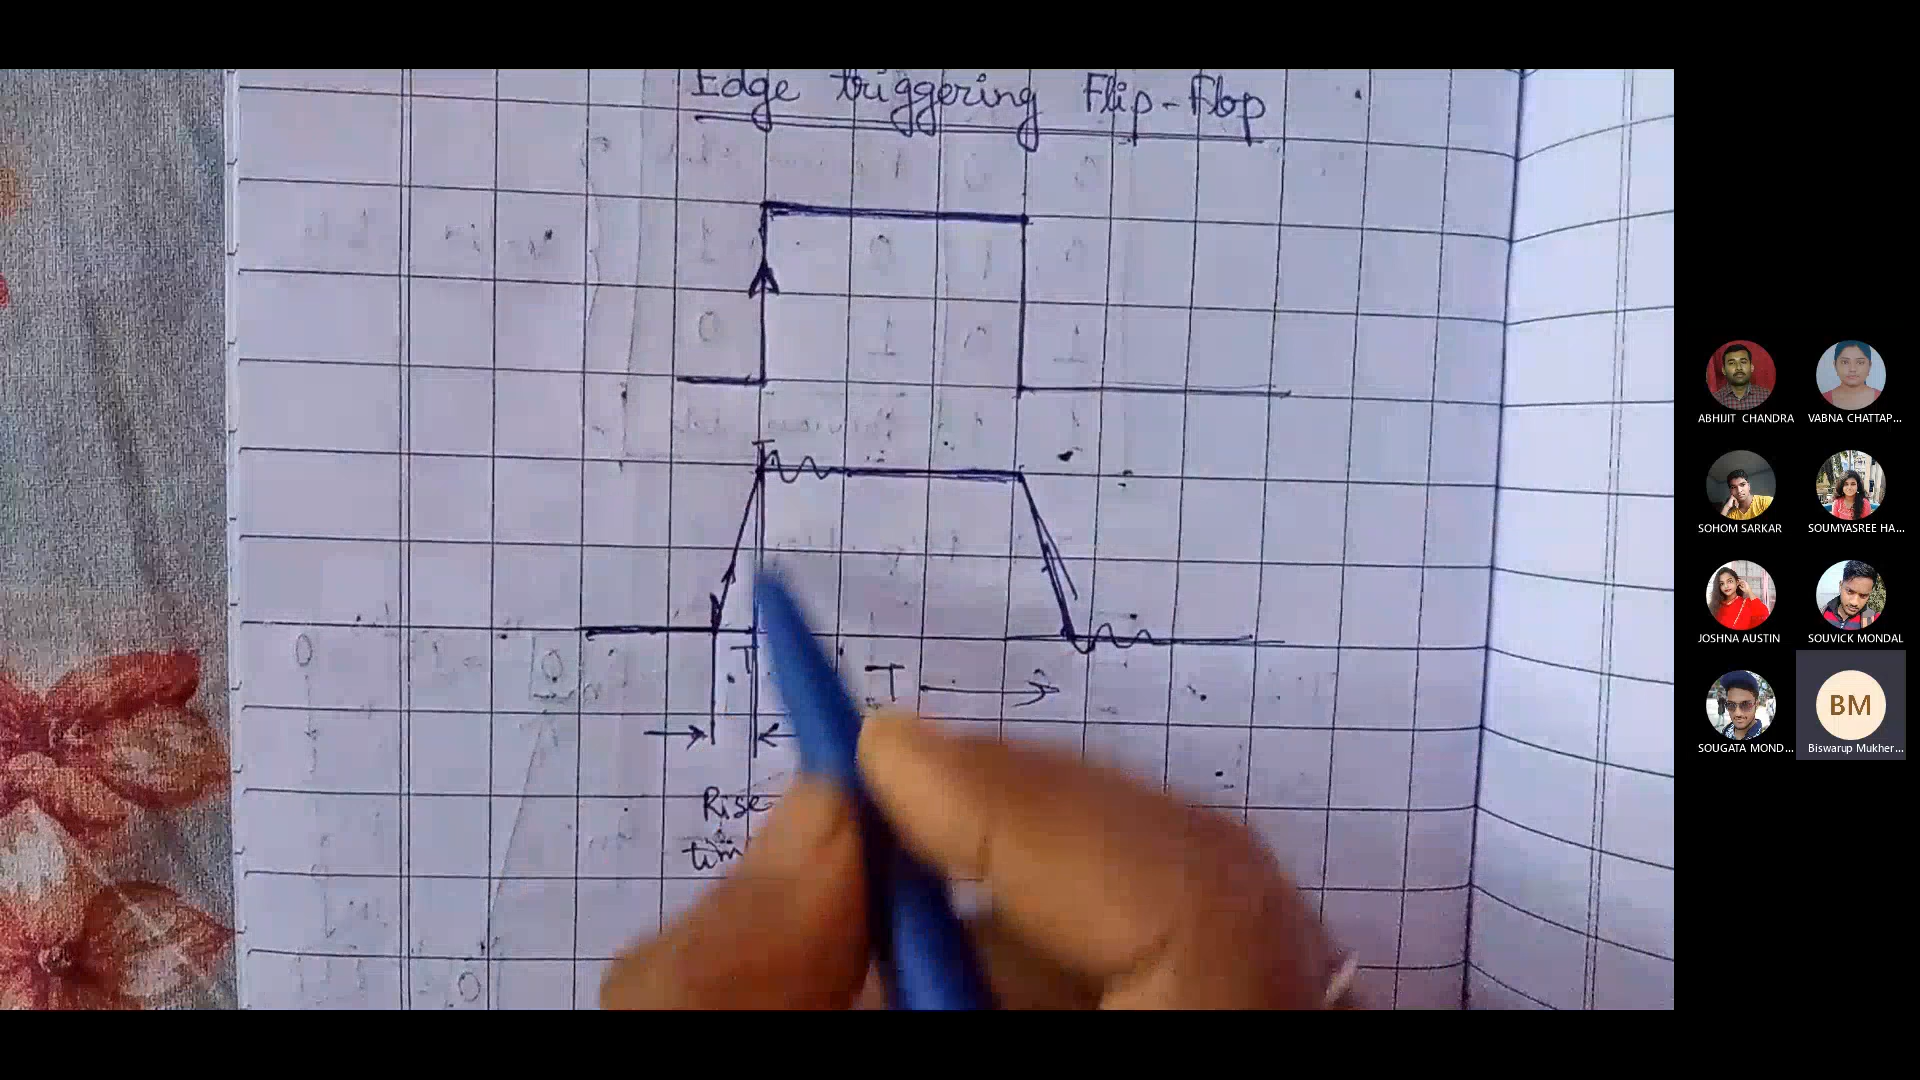 Edge triggering Flip-Flop
T
T
Rise
tim
ABHIJIT CHANDRA
VABNA CHATTAP...
SOHOM SARKAR
SOUMYASREE HA...
JOSHNA AUSTIN
SOUVICK MONDAL
SOUGATA MOND...
BM
Biswarup Mukher...